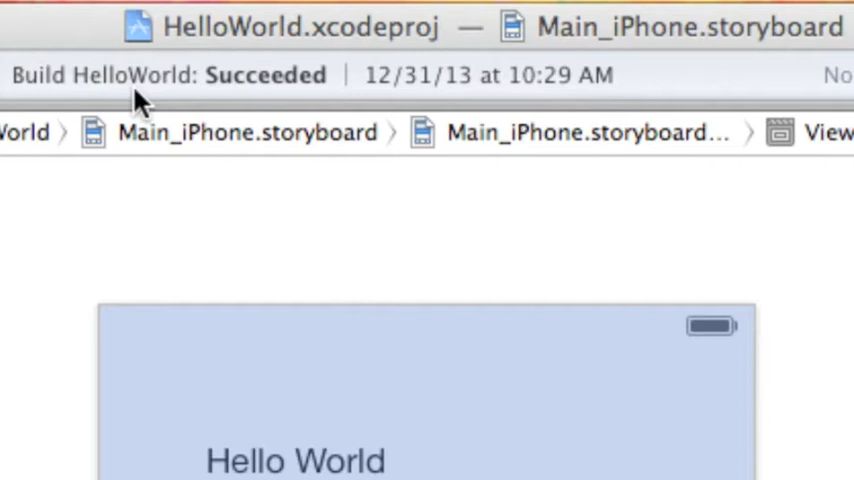 HelloWorld.xcodeproj — Main_iPhone.storyboard
Build HelloWorld: Succeeded | 12/31/13 at 10:29 AM No
World 〉 Main_iPhone.storyboard 〉 Main_iPhone.storyboard... 〉 View
Hello World